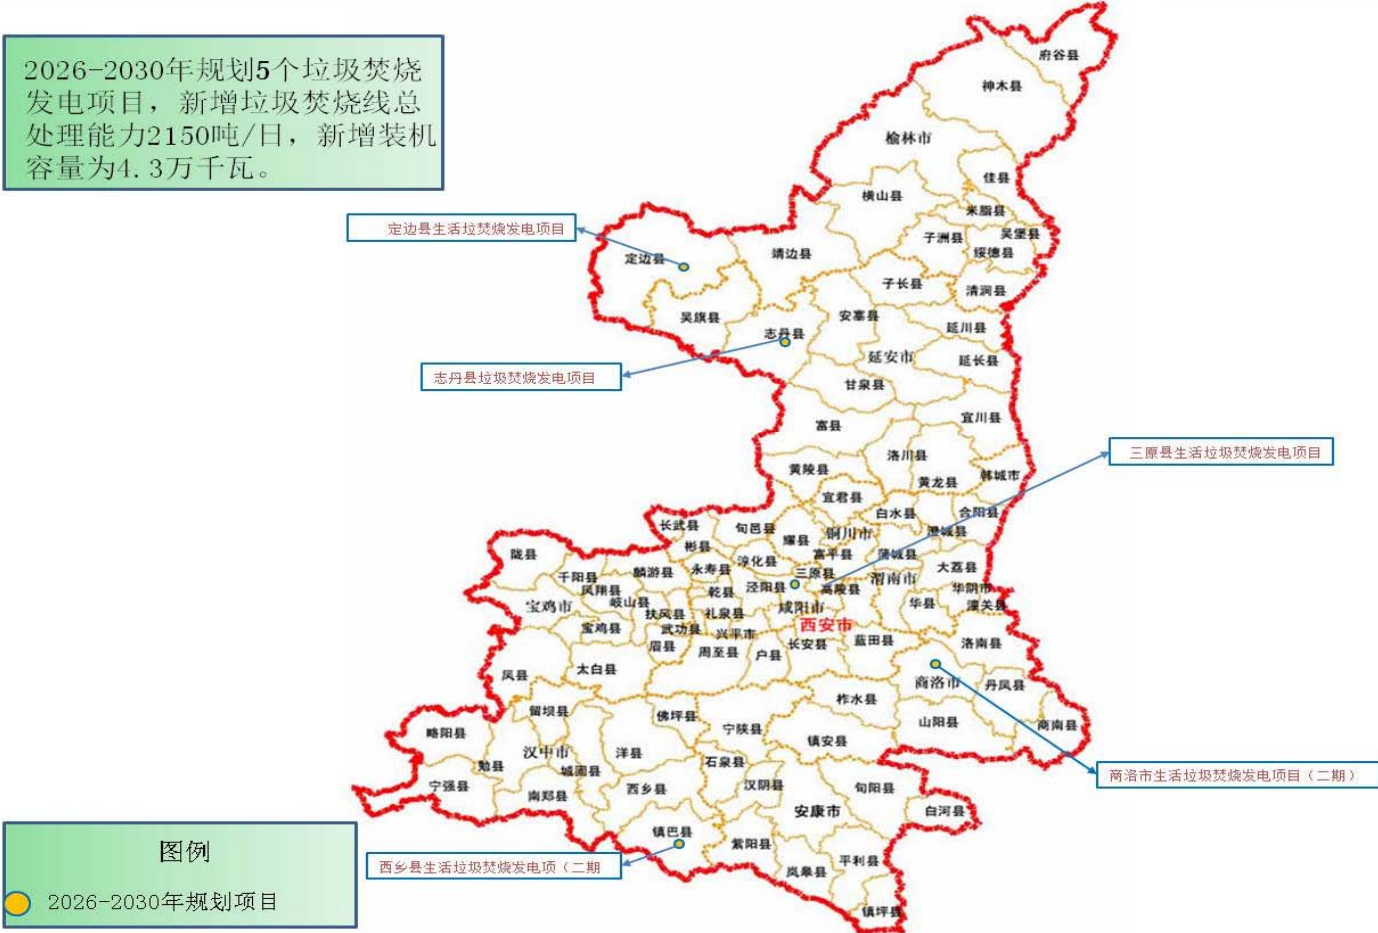 2026-2030年规划5个垃圾焚烧
发电项目，新增垃圾焚烧线总
处理能力2150吨/日，新增装机
容量为4.3万千瓦。
府谷县
神木县
榆林市
佳县
横山县
米脂县
定边县生活垃圾焚烧发电项目
子洲县
吴堡县
绥德县
靖边县
定边县
子长县
清涧县
吴旗县
安塞县
志丹县
延川县
延安市
延长县
志丹县垃圾焚烧发电项目
甘泉县
宜川县
富县
三原县生活垃圾焚烧发电项目
洛川县
黄陵县
韩城市
黄龙县
宜君县
白水县
合阳县
长武县
旬邑县
铜川市
澄城县
耀县
彬县
陇县
富平县
蒲城县
淳化县
永寿县
大荔县
麟游县
三原县
千阳县
渭南市
泾阳县
高陵县
华阴市
凤翔县
乾县
岐山县
宝鸡市
咸阳市
华县
潼关县
扶风县
礼泉县
西安市
宝鸡县
武功县
兴平市
眉县
周至县
户县
长安县
蓝田县
洛南县
太白县
凤县
商洛市
丹凤县
柞水县
留坝县
佛坪县
山阳县
商南县
略阳县
宁陕县
镇安县
汉中市
洋县
石泉县
勉县
城固县
商洛市生活垃圾焚烧发电项目（二期）
宁强县
南郑县
西乡县
汉阴县
旬阳县
安康市
白河县
镇巴县
紫阳县
平利县
西乡县生活垃圾焚烧发电项（二期
岚皋县
镇坪县
图例
2026-2030年规划项目